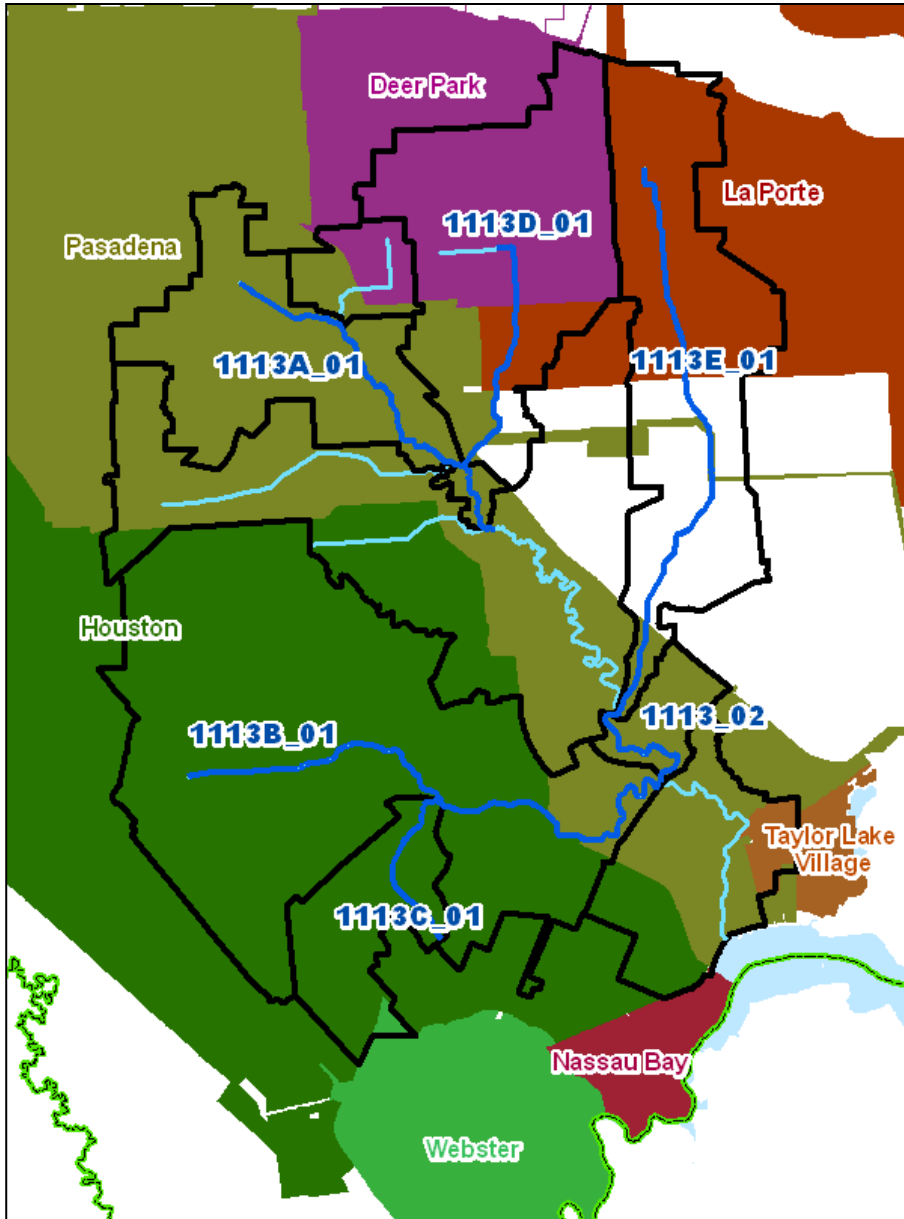 Deer Park
La Porte
1113D_01
Pasadena
1113A_01
1113E_01
Houston
1113_02
1113B_01
Taylor Lake
Village
1113C_01
Nassau Bay
Webster